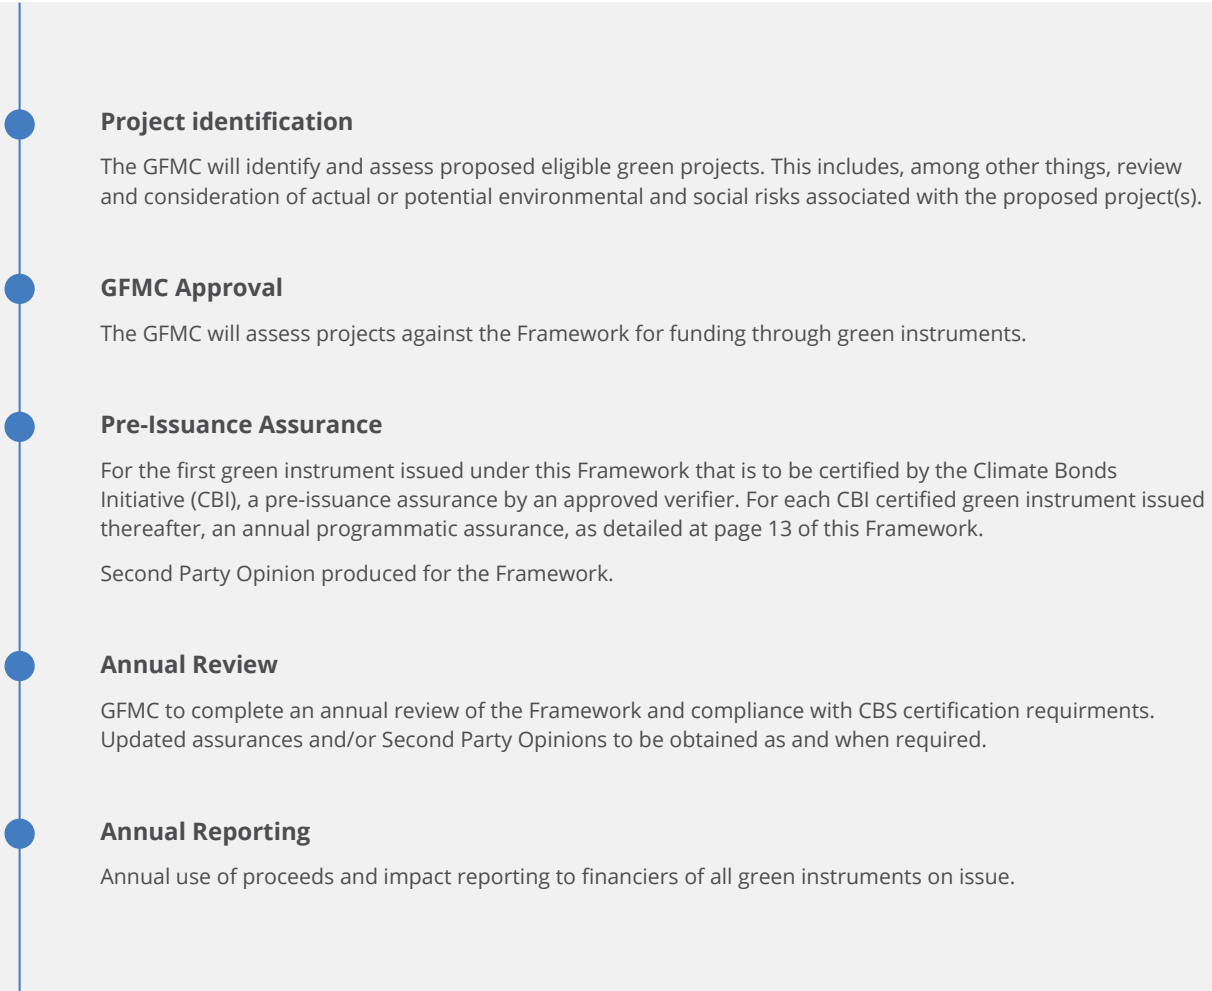 Project identification
The GFMC will identify and assess proposed eligible green projects. This includes, among other things, review
and consideration of actual or potential environmental and social risks associated with the proposed project(s).
GFMC Approval
The GFMC will assess projects against the Framework for funding through green instruments.
Pre-Issuance Assurance
For the first green instrument issued under this Framework that is to be certified by the Climate Bonds
Initiative (CBI), a pre-issuance assurance by an approved verifier. For each CBI certified green instrument issued
thereafter, an annual programmatic assurance, as detailed at page 13 of this Framework.
Second Party Opinion produced for the Framework.
Annual Review
GFMC to complete an annual review of the Framework and compliance with CBS certification requirments.
Updated assurances and/or Second Party Opinions to be obtained as and when required.
Annual Reporting
Annual use of proceeds and impact reporting to financiers of all green instruments on issue.